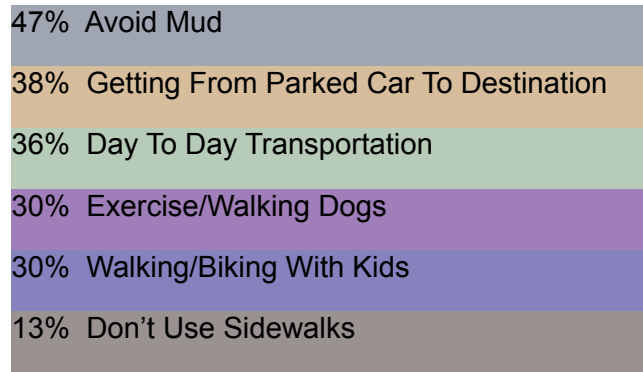 47% Avoid Mud
38% Getting From Parked Car To Destination
36% Day To Day Transportation
30% Exercise/Walking Dogs
30% Walking/Biking With Kids
13% Don’t Use Sidewalks